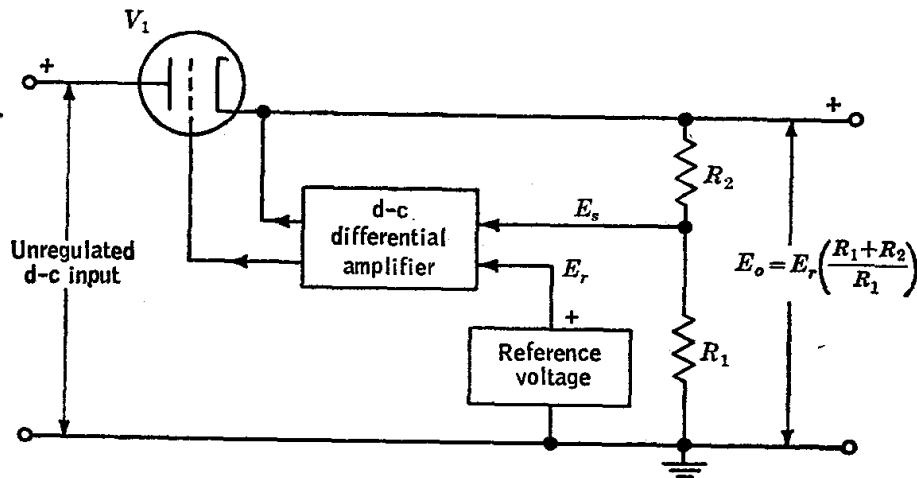 V₁
+
+
R₂
d-c
differential
amplifier
Eₛ
Unregulated
d-c input
Eᵣ
Eₒ = Eᵣ(R₁+R₂/R₁)
+
Reference
voltage
R₁